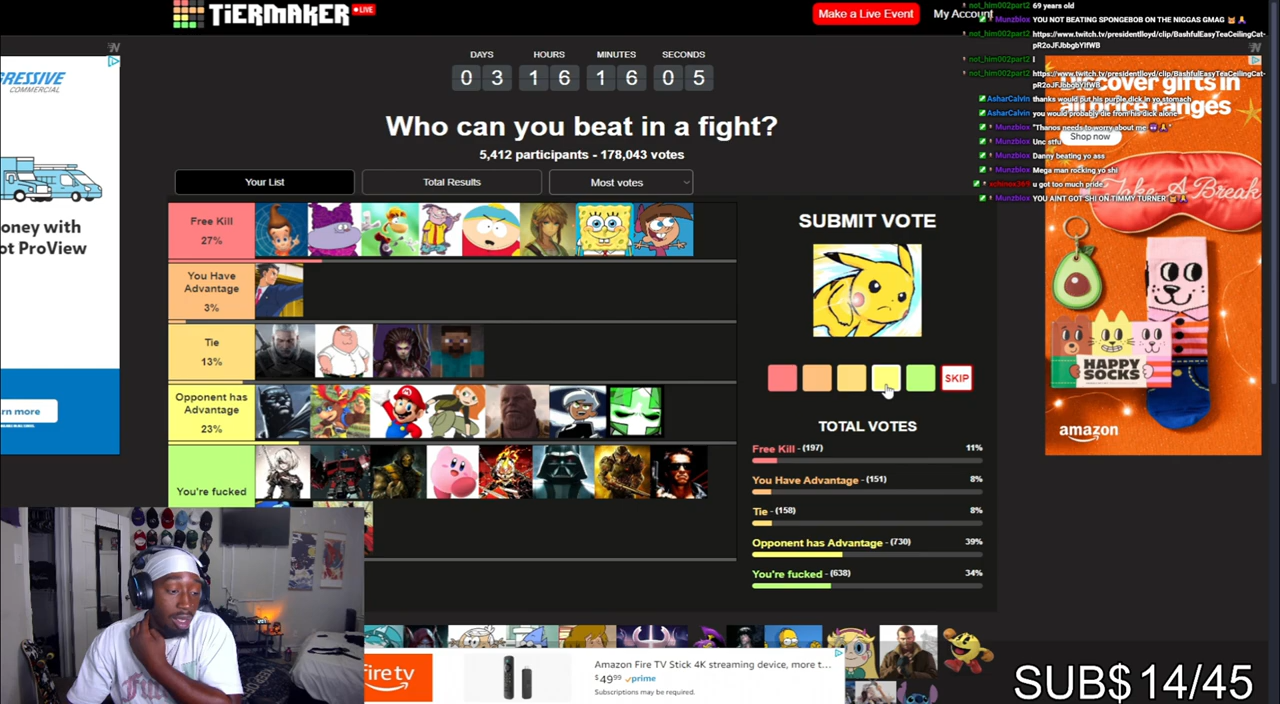 TiERMAKER LIVE
Make a Live Event
My Account
DAYS HOURS MINUTES SECONDS
0 3 1 6 1 6 0 5
Who can you beat in a fight?
5,412 participants - 178,043 votes
Your List
Total Results
Most votes
Free Kill
27%
You Have
Advantage
3%
Tie
13%
Opponent has
Advantage
23%
You're fucked
SUBMIT VOTE
SKIP
TOTAL VOTES
Free Kill - (197) 11%
You Have Advantage - (151) 8%
Tie - (158) 8%
Opponent has Advantage - (730) 39%
You're fucked - (638) 34%
RESSIVE
COMMERCIAL
oney with
ot ProView
rn more
not_him002part2 69 years old
Munzblox YOU NOT BEATING SPONGEBOB ON THE NIGGAS GMAG
not_him002part2
https://www.twitch.tv/presidentlloyd/clip/BashfulEasyTeaCeilingCat-
not_him002part2 I
not_him002part2
https://www.twitch.tv/presidentlloyd/clip/BashfulEasyTeaCeilingCat-
AsharCalvin thanks would put his purple dick in yo stomach
AsharCalvin you would probably die from his dick alone
Munzblox "Thanos needs to worry about me
Munzblox Unc stfu
Munzblox Danny beating yo ass
Munzblox Mega man rocking yo shi
u got too much pride
Munzblox YOU AINT GOT SHI ON TIMMY TURNER
Discover gifts in
all price ranges
Shop now
Take A Break
HAPPY
SOCKS
amazon
fire tv
Amazon Fire TV Stick 4K streaming device, more t...
$4999 prime
Subscriptions may be required.
SUB$ 14/45